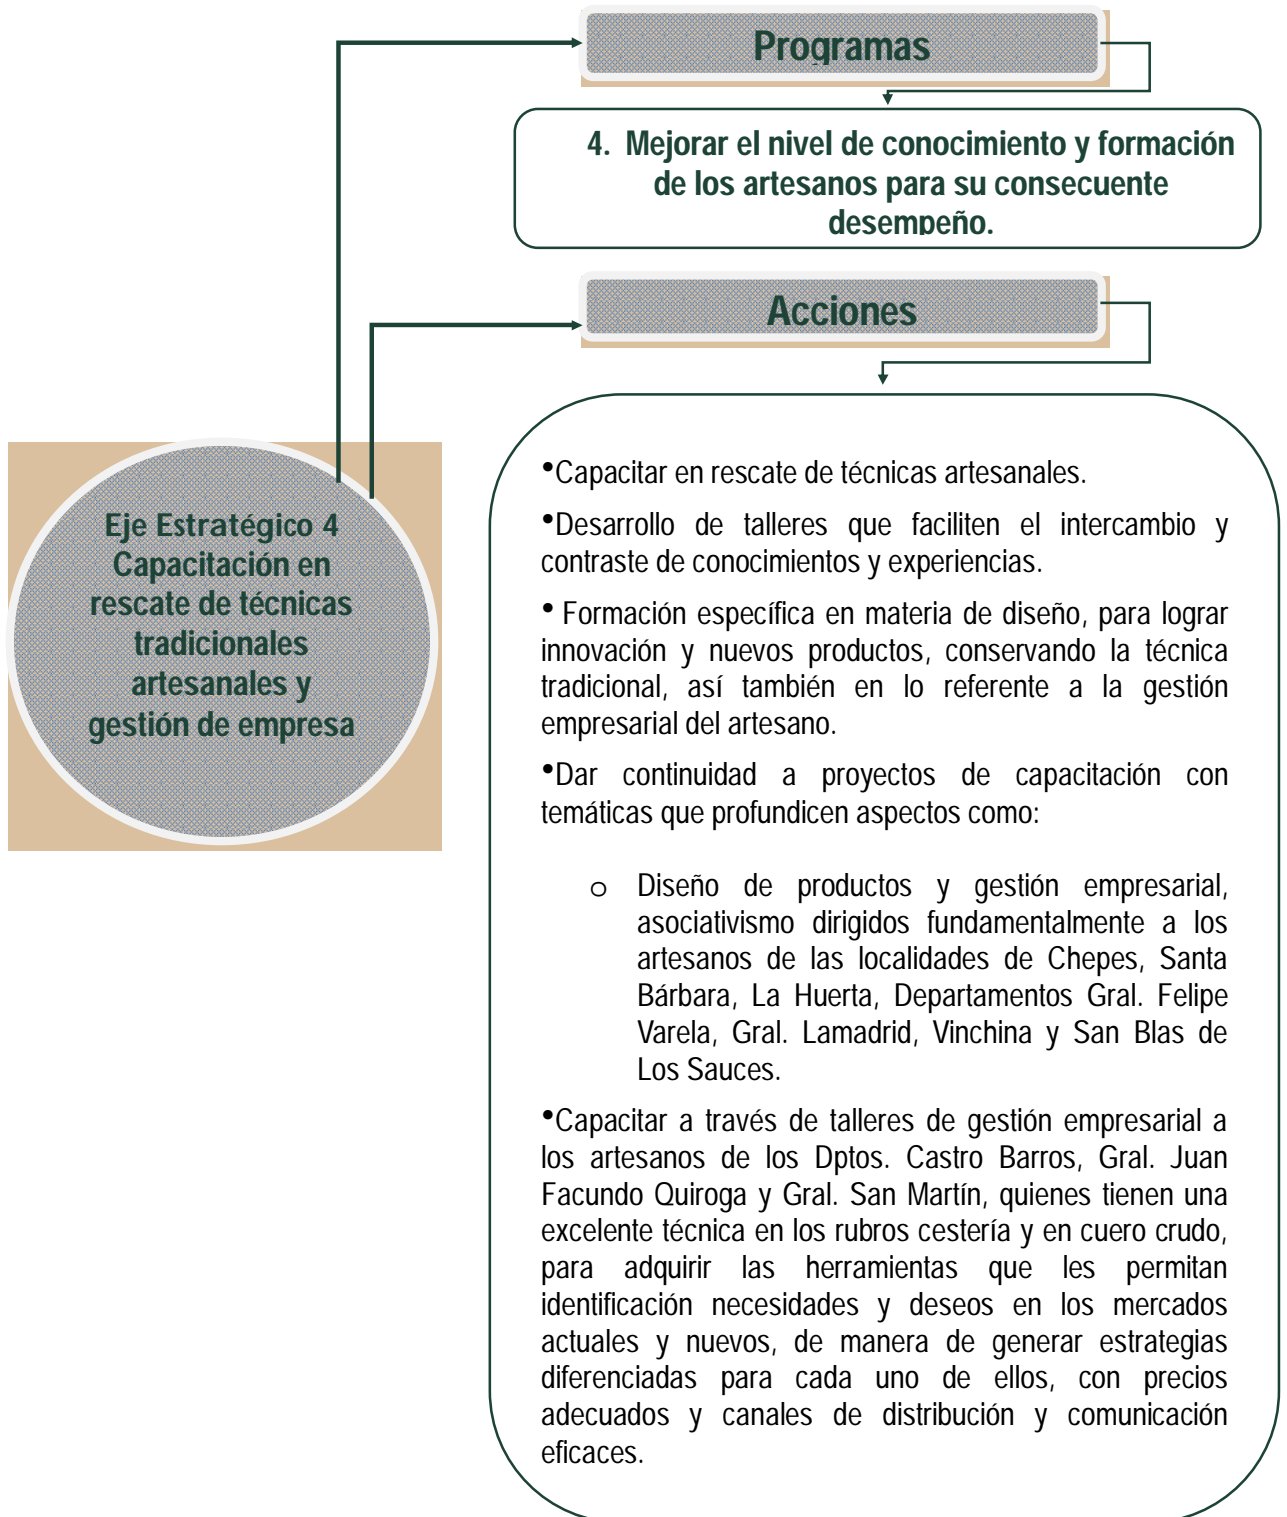 Programas
4. Mejorar el nivel de conocimiento y formación
de los artesanos para su consecuente
desempeño.
Acciones
Eje Estratégico 4
Capacitación en
rescate de técnicas
tradicionales
artesanales y
gestión de empresa
•Capacitar en rescate de técnicas artesanales.
•Desarrollo de talleres que faciliten el intercambio y
contraste de conocimientos y experiencias.
• Formación específica en materia de diseño, para lograr
innovación y nuevos productos, conservando la técnica
tradicional, así también en lo referente a la gestión
empresarial del artesano.
•Dar continuidad a proyectos de capacitación con
temáticas que profundicen aspectos como:
o Diseño de productos y gestión empresarial,
asociativismo dirigidos fundamentalmente a los
artesanos de las localidades de Chepes, Santa
Bárbara, La Huerta, Departamentos Gral. Felipe
Varela, Gral. Lamadrid, Vinchina y San Blas de
Los Sauces.
•Capacitar a través de talleres de gestión empresarial a
los artesanos de los Dptos. Castro Barros, Gral. Juan
Facundo Quiroga y Gral. San Martín, quienes tienen una
excelente técnica en los rubros cestería y en cuero crudo,
para adquirir las herramientas que les permitan
identificación necesidades y deseos en los mercados
actuales y nuevos, de manera de generar estrategias
diferenciadas para cada uno de ellos, con precios
adecuados y canales de distribución y comunicación
eficaces.